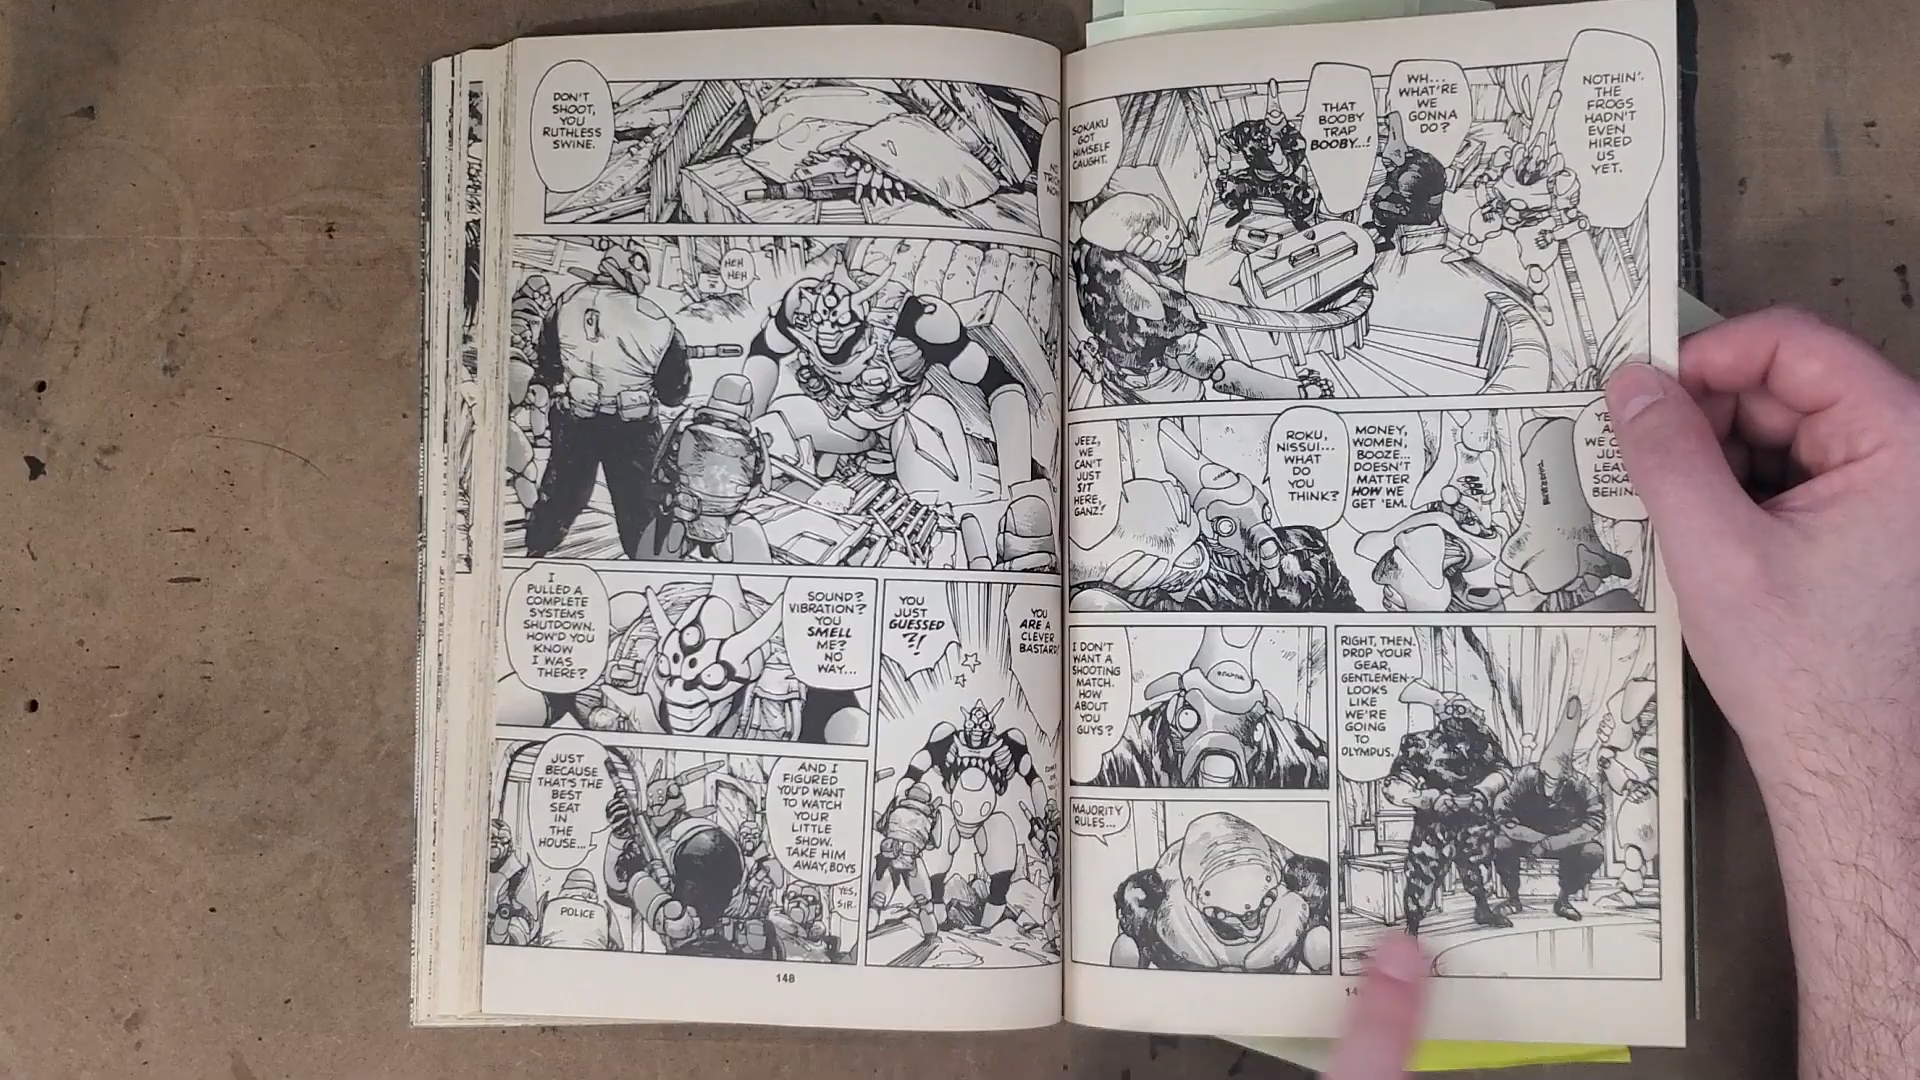 DON'T
SHOOT,
YOU
RUTHLESS
SWINE.
HEH
HEH
I
PULLED A
COMPLETE
SYSTEMS
SHUTDOWN.
HOW'D YOU
KNOW
I WAS
THERE?
SOUND?
VIBRATION?
YOU
SMELL
ME?
NO
WAY...
YOU
JUST
GUESSED
?!
YOU
ARE A
CLEVER
BASTARD
JUST
BECAUSE
THAT'S THE
BEST
SEAT
IN
THE
HOUSE...
AND I
FIGURED
YOU'D WANT
TO WATCH
YOUR
LITTLE
SHOW.
TAKE HIM
AWAY, BOYS
YES,
SIR.
POLICE
148
SOKAKU
GOT
HIMSELF
CAUGHT.
THAT
BOOBY
TRAP
BOOBY...!
WH...
WHAT'RE
WE
GONNA
DO?
NOTHIN'.
THE
FROGS
HADN'T
EVEN
HIRED
US
YET.
JEEZ,
WE
CAN'T
JUST
SIT
HERE,
GANZ!
ROKU,
NISSUI...
WHAT
DO
YOU
THINK?
MONEY,
WOMEN,
BOOZE...
DOESN'T
MATTER
HOW WE
GET 'EM.
I DON'T
WANT A
SHOOTING
MATCH.
HOW
ABOUT
YOU
GUYS?
MAJORITY
RULES...
RIGHT, THEN.
DROP YOUR
GEAR,
GENTLEMEN.
LOOKS
LIKE
WE'RE
GOING
TO
OLYMPUS.